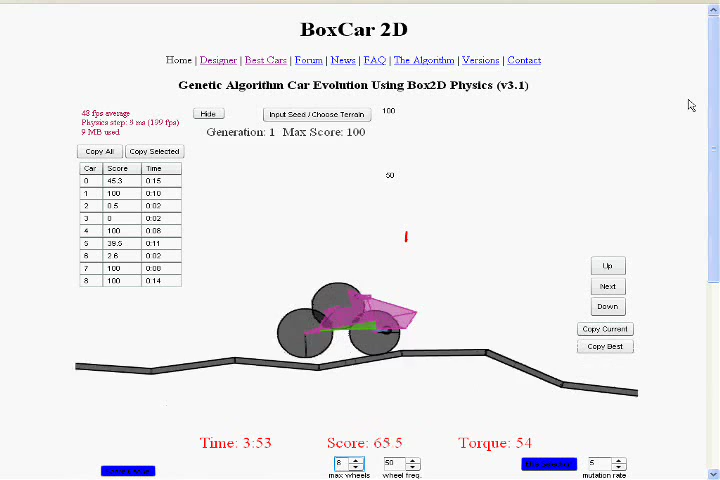 BoxCar 2D
Home | Designer | Best Cars | Forum | News | FAQ | The Algorithm | Versions | Contact
Genetic Algorithm Car Evolution Using Box2D Physics (v3.1)
Hide
Input Seed / Choose Terrain
100
fps average
Physics step: 5 ms (199 fps)
9 MB used
Generation: 1 Max Score: 100
Copy All Copy Selected
50
Car Score Time
0 45.3 0:15
1 100 0:10
2 0.5 0:02
3 0 0:02
4 100 0:08
5 39.5 0:11
6 2.6 0:02
7 100 0:08
8 100 0:14
Up
Next
Down
Copy Current
Copy Best
Time: 3:53 Score: 65.5 Torque: 54
8 50 5
max wheels wheel freq. mutation rate